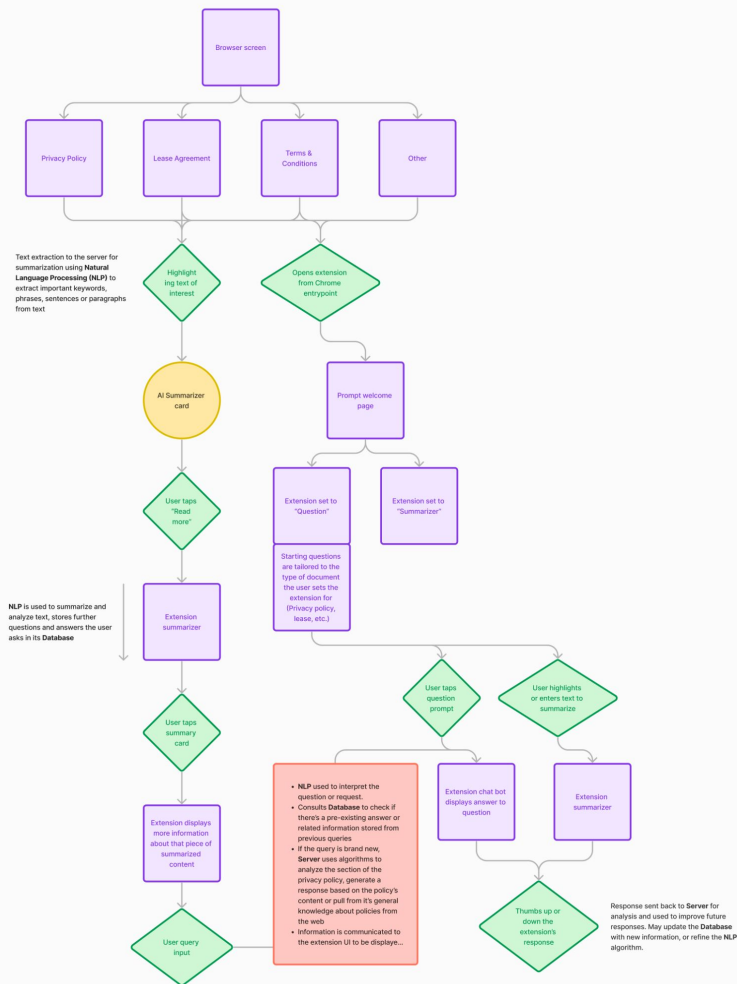 Browser screen
Privacy Policy
Lease Agreement
Terms &
Conditions
Other
Text extraction to the server for
summarization using Natural
Language Processing (NLP) to
extract important keywords,
phrases, sentences or paragraphs
from text
Highlight
ing text of
interest
Opens extension
from Chrome
entrypoint
AI Summarizer
card
Prompt welcome
page
User taps
"Read
more"
Extension set to
"Question"
Extension set to
"Summarizer"
Starting questions
are tailored to the
type of document
the user sets the
extension for
(Privacy policy,
lease, etc.)
NLP is used to summarize and
analyze text, stores further
questions and answers the user
asks in its Database
Extension
summarizer
User taps
question
prompt
User highlights
or enters text to
summarize
User taps
summary
card
• NLP used to interpret the
question or request.
• Consults Database to check if
there's a pre-existing answer or
related information stored from
previous queries
• If the query is brand new,
Server uses algorithms to
analyze the section of the
privacy policy, generate a
response based on the policy's
content or pull from it's general
knowledge about policies from
the web
• Information is communicated to
the extension UI to be displaye...
Extension chat bot
displays answer to
question
Extension
summarizer
Extension displays
more information
about that piece of
summarized
content
User query
input
Thumbs up or
down the
extension's
response
Response sent back to Server for
analysis and used to improve future
responses. May update the Database
with new information, or refine the NLP
algorithm.